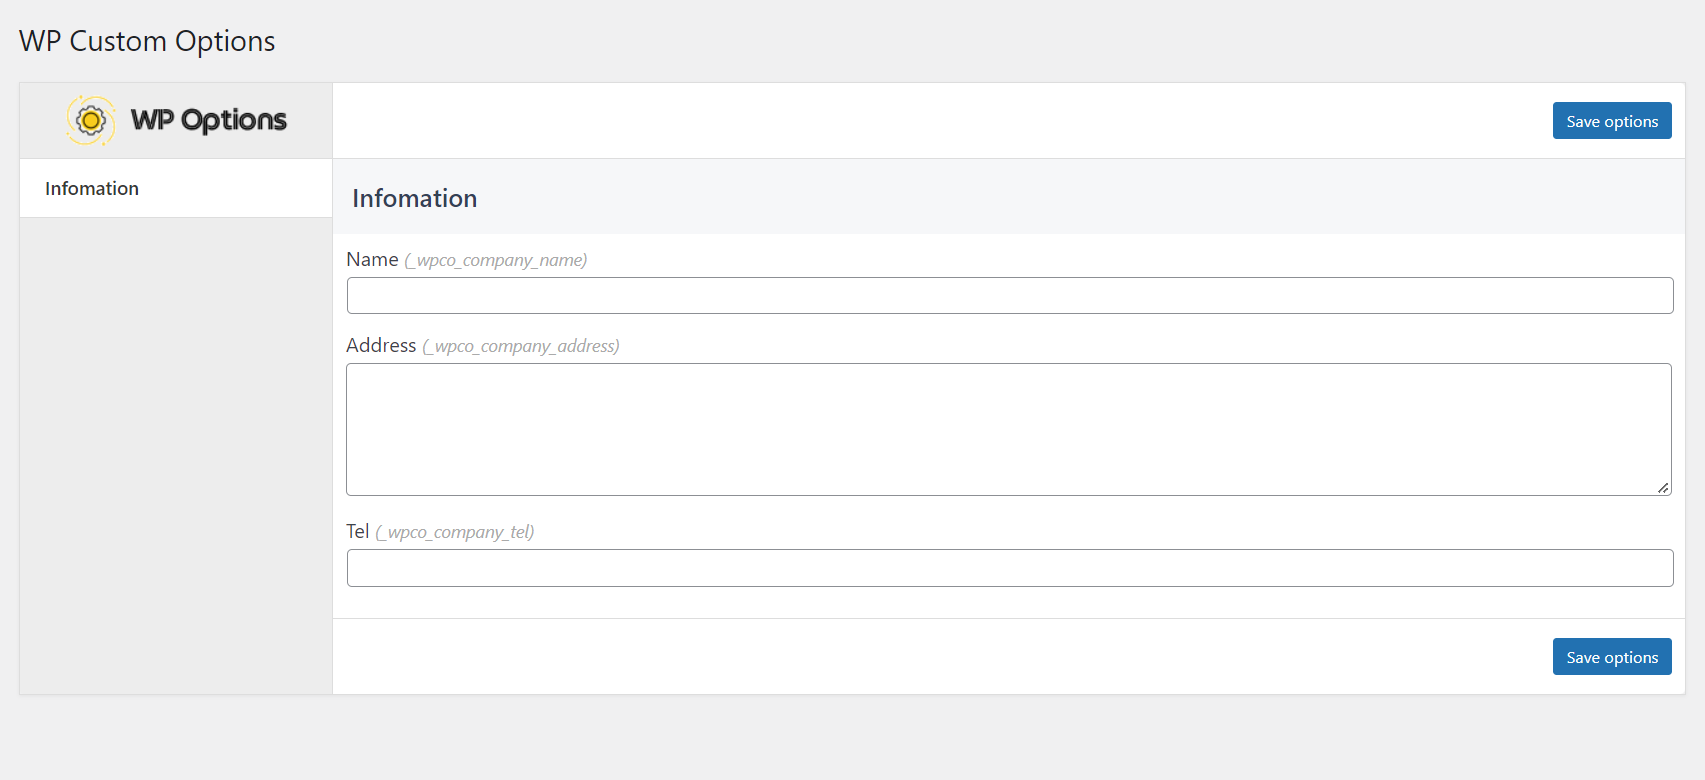 WP Custom Options
WP Options
Save options
Infomation
Infomation
Name (_wpco_company_name)
Address (_wpco_company_address)
Tel (_wpco_company_tel)
Save options